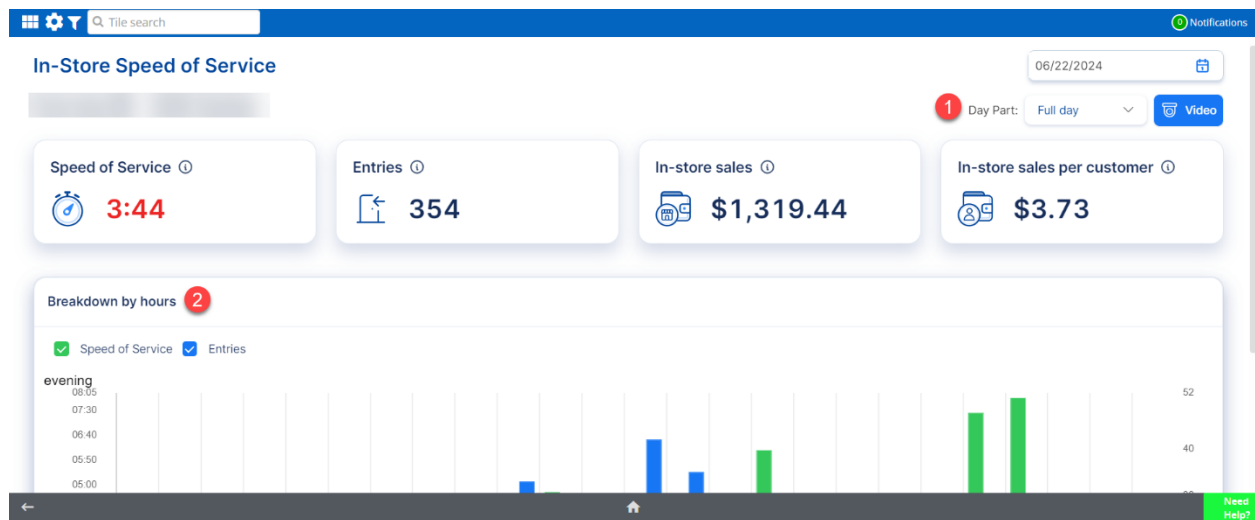 Tile search
0 Notifications
In-Store Speed of Service
06/22/2024
1 Day Part: Full day Video
Speed of Service
3:44
Entries
354
In-store sales
$1,319.44
In-store sales per customer
$3.73
Breakdown by hours 2
Speed of Service Entries
evening
08:05 52
07:30
06:40 40
05:50
05:00
Need
Help?